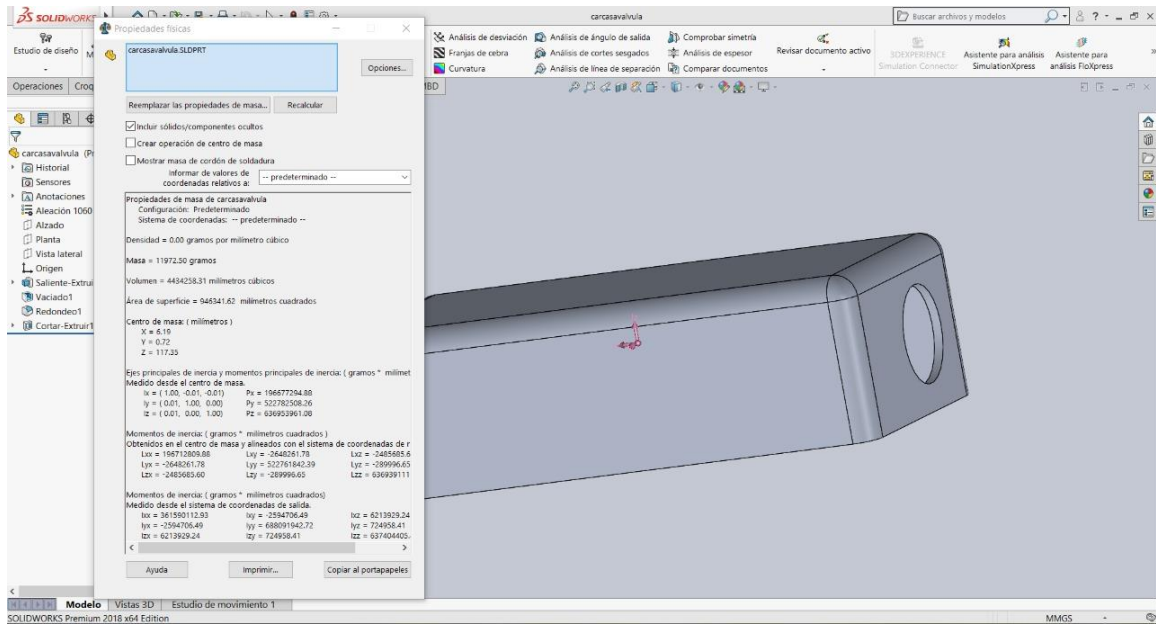 SOLIDWORKS
carcasavalvula
Buscar archivos y modelos
Estudio de diseño
Propiedades físicas
carcasavalvula.SLDPRT
Opciones...
Reemplazar las propiedades de masa...
Recalcular
Incluir sólidos/componentes ocultos
Crear operación de centro de masa
Mostrar masa de cordón de soldadura
Informar de valores de
coordenadas relativos a:
-- predeterminado --
Propiedades de masa de carcasavalvula
Configuración: Predeterminado
Sistema de coordenadas: -- predeterminado --
Densidad = 0.00 gramos por milímetro cúbico
Masa = 11972.50 gramos
Volumen = 4434258.31 milímetros cúbicos
Área de superficie = 946341.62 milímetros cuadrados
Centro de masa: ( milímetros )
X = 6.19
Y = 0.72
Z = 117.35
Ejes principales de inercia y momentos principales de inercia: ( gramos * milímet
Medido desde el centro de masa.
Ix = ( 1.00, -0.01, -0.01) Px = 196677294.88
Iy = ( 0.01, 1.00, 0.00) Py = 522782508.26
Iz = ( 0.01, 0.00, 1.00) Pz = 636953961.08
Momentos de inercia: ( gramos * milímetros cuadrados )
Obtenidos en el centro de masa y alineados con el sistema de coordenadas de r
Lxx = 196712809.88 Lxy = -2648261.78 Lxz = -2485685.6
Lyx = -2648261.78 Lyy = 522761842.39 Lyz = -289996.65
Lzx = -2485685.60 Lzy = -289996.65 Lzz = 636939111
Momentos de inercia: ( gramos * milímetros cuadrados)
Medido desde el sistema de coordenadas de salida.
Ixx = 361590112.93 Ixy = -2594706.49 Ixz = 6213929.24
Iyx = -2594706.49 Iyy = 688091942.72 Iyz = 724958.41
Izx = 6213929.24 Izy = 724958.41 Izz = 637404405.
Ayuda
Imprimir...
Copiar al portapapeles
Análisis de desviación Análisis de ángulo de salida Comprobar simetría
Franjas de cebra Análisis de cortes sesgados Análisis de espesor Revisar documento activo
Curvatura Análisis de línea de separación Comparar documentos
3DEXPERIENCE
Simulation Connector
Asistente para análisis
SimulationXpress
Asistente para
análisis FloXpress
Operaciones Croq
MBD
carcasavalvula (Pr
Historial
Sensores
Anotaciones
Aleación 1060
Alzado
Planta
Vista lateral
Origen
Saliente-Extrui
Vaciado1
Redondeo1
Cortar-Extruir1
Modelo Vistas 3D Estudio de movimiento 1
SOLIDWORKS Premium 2018 x64 Edition
MMGS